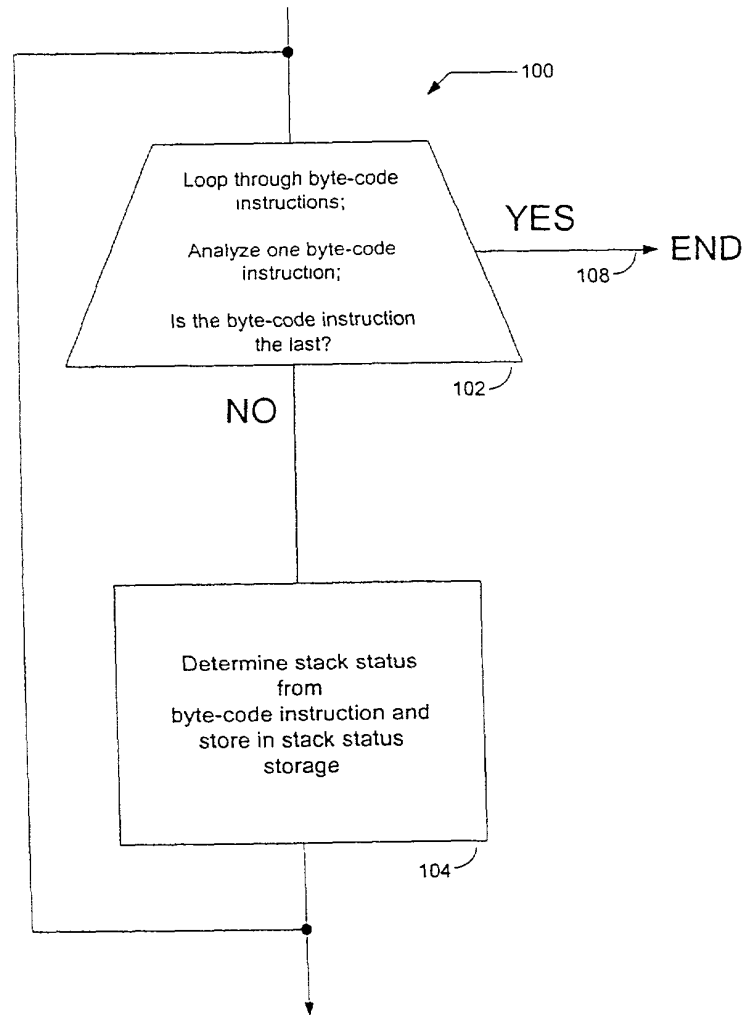 100
Loop through byte-code
instructions;
Analyze one byte-code
instruction;
Is the byte-code instruction
the last?
YES
END
108
102
NO
Determine stack status
from
byte-code instruction and
store in stack status
storage
104